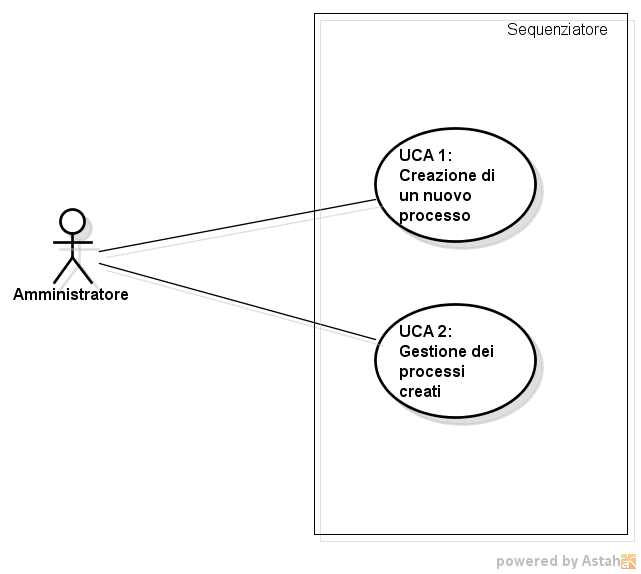 Sequenziatore
UCA 1:
Creazione di
un nuovo
processo
Amministratore
UCA 2:
Gestione dei
processi
creati
powered by Astah